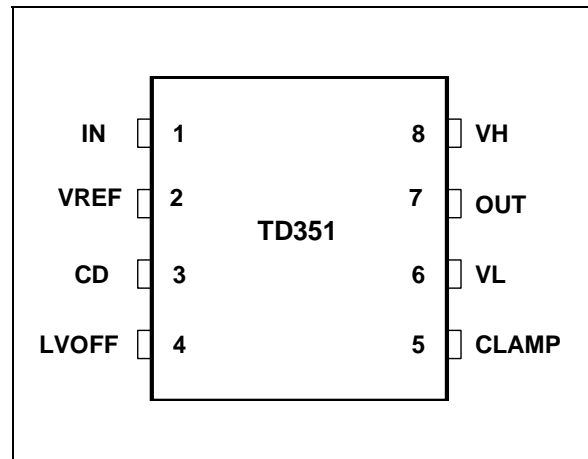 IN 1 8 VH
VREF 2 7 OUT
TD351
CD 3 6 VL
LVOFF 4 5 CLAMP